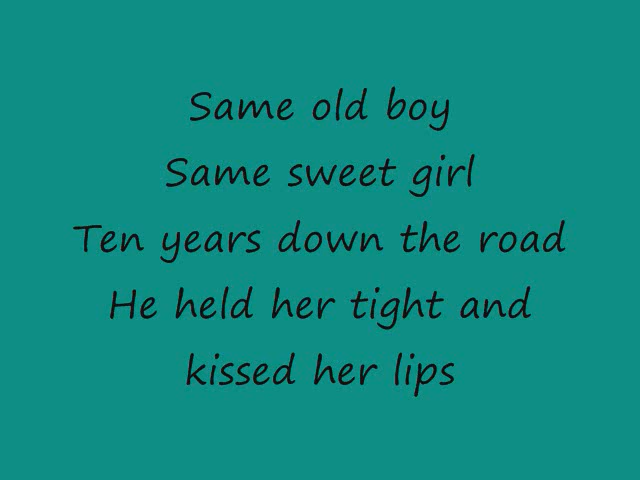 Same old boy
Same sweet girl
Ten years down the road
He held her tight and
kissed her lips